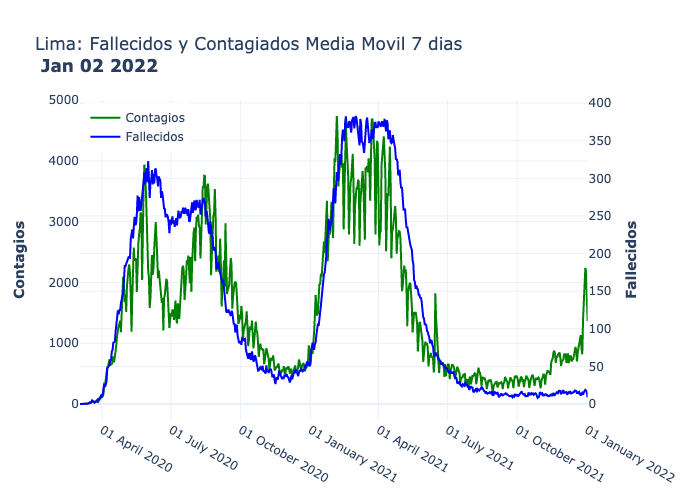 Lima: Fallecidos y Contagiados Media Movil 7 dias
Jan 02 2022
Contagios
Fallecidos
5000
4000
3000
2000
1000
0
Contagios
400
350
300
250
200
150
100
50
0
Fallecidos
01 April 2020
01 July 2020
01 October 2020
01 January 2021
01 April 2021
01 July 2021
01 October 2021
01 January 2022